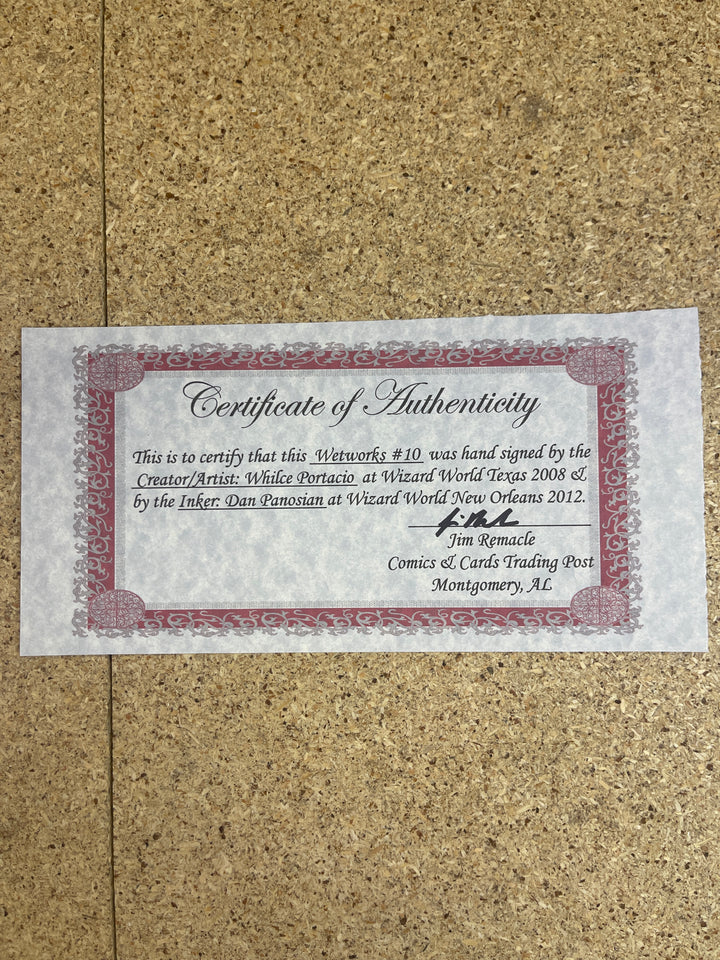 Certificate of Authenticity
This is to certify that this Wetworks #10 was hand signed by the
Creator/Artist: Whilce Portacio at Wizard World Texas 2008 &
by the Inker: Dan Panosian at Wizard World New Orleans 2012.
Jim Remacle
Comics & Cards Trading Post
Montgomery, AL